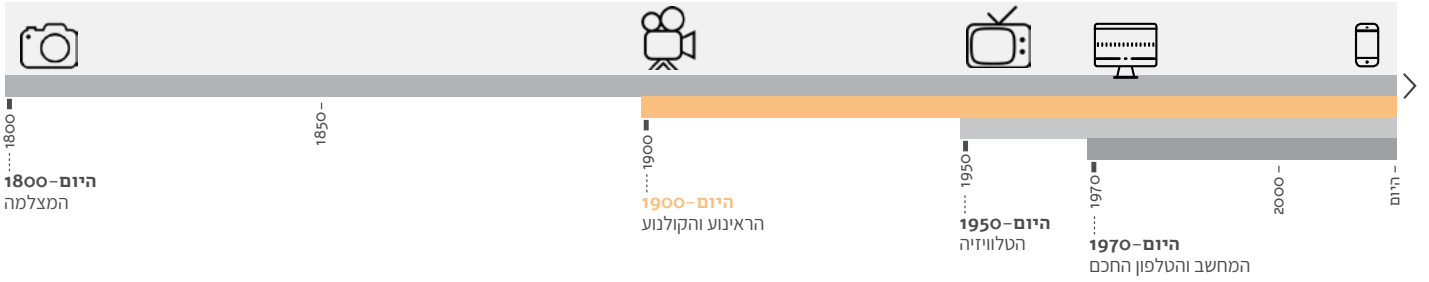 1800
1850
1900
1950
1970
2000
היום
1800–היום
המצלמה
1900–היום
הראינוע והקולנוע
1950–היום
הטלוויזיה
1970–היום
המחשב והטלפון החכם